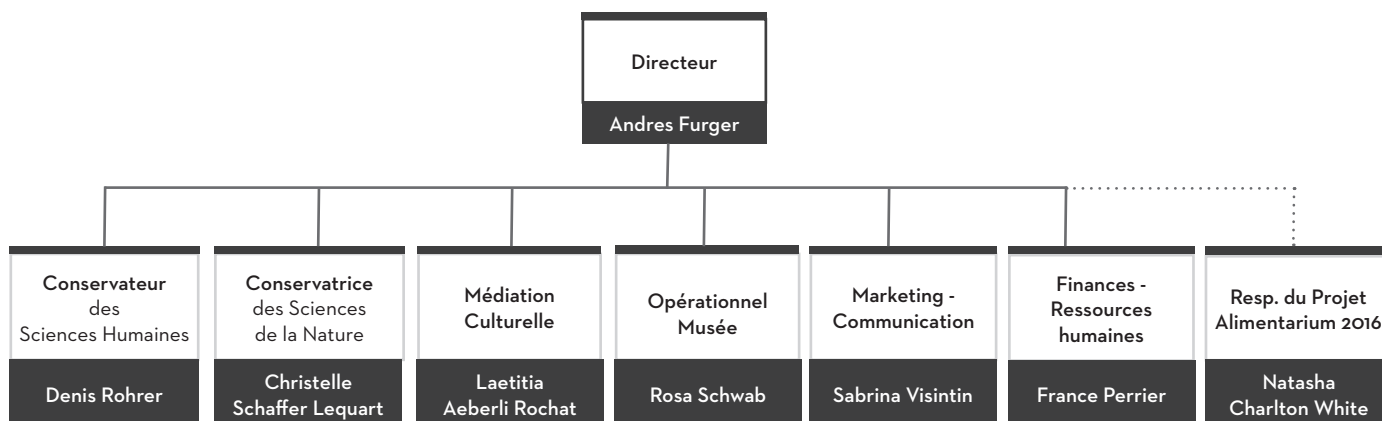 Directeur
Andres Furger
Conservateur
des
Sciences Humaines
Denis Rohrer
Conservatrice
des Sciences
de la Nature
Christelle
Schaffer Lequart
Médiation
Culturelle
Laetitia
Aeberli Rochat
Opérationnel
Musée
Rosa Schwab
Marketing -
Communication
Sabrina Visintin
Finances -
Ressources
humaines
France Perrier
Resp. du Projet
Alimentarium 2016
Natasha
Charlton White